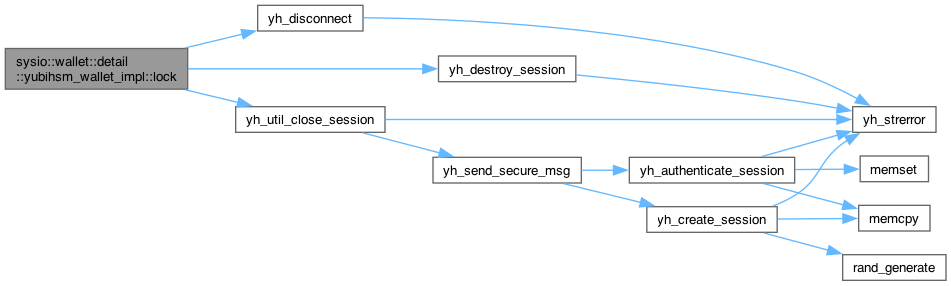 sysio::wallet::detail
::yubihsm_wallet_impl::lock
yh_disconnect
yh_destroy_session
yh_util_close_session
yh_strerror
yh_send_secure_msg
yh_authenticate_session
memset
yh_create_session
memcpy
rand_generate